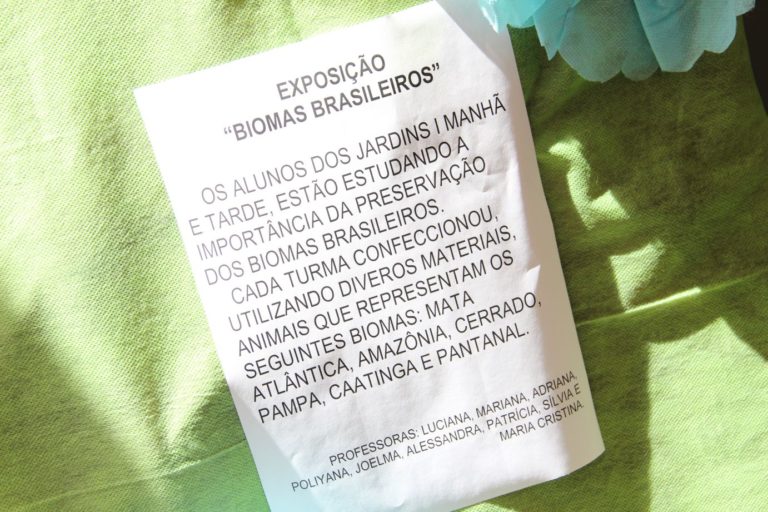 EXPOSIÇÃO
“BIOMAS BRASILEIROS”
OS ALUNOS DOS JARDINS I MANHÃ
E TARDE, ESTÃO ESTUDANDO A
IMPORTÂNCIA DA PRESERVAÇÃO
DOS BIOMAS BRASILEIROS.
CADA TURMA CONFECCIONOU,
UTILIZANDO DIVEROS MATERIAIS,
ANIMAIS QUE REPRESENTAM OS
SEGUINTES BIOMAS: MATA
ATLÂNTICA, AMAZÔNIA, CERRADO,
PAMPA, CAATINGA E PANTANAL.
PROFESSORAS: LUCIANA, MARIANA, ADRIANA,
POLIYANA, JOELMA, ALESSANDRA, PATRÍCIA, SÍLVIA E
MARIA CRISTINA.